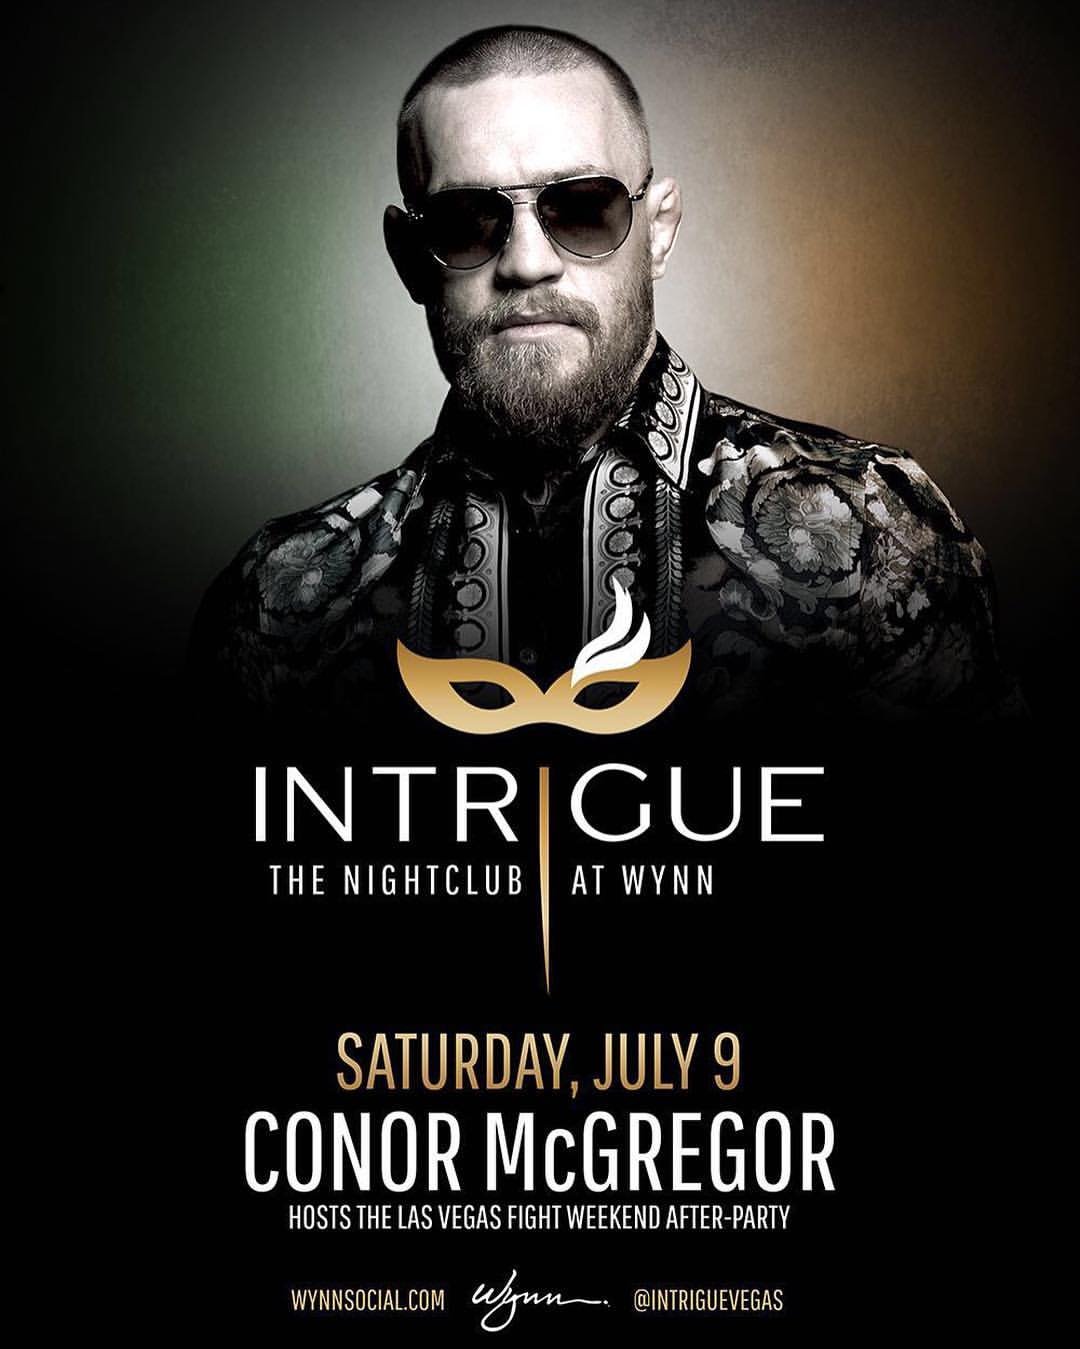 INTRIGUE
THE NIGHTCLUB AT WYNN
SATURDAY, JULY 9
CONOR McGREGOR
HOSTS THE LAS VEGAS FIGHT WEEKEND AFTER-PARTY
WYNNSOCIAL.COM Wynn. @INTRIGUEVEGAS